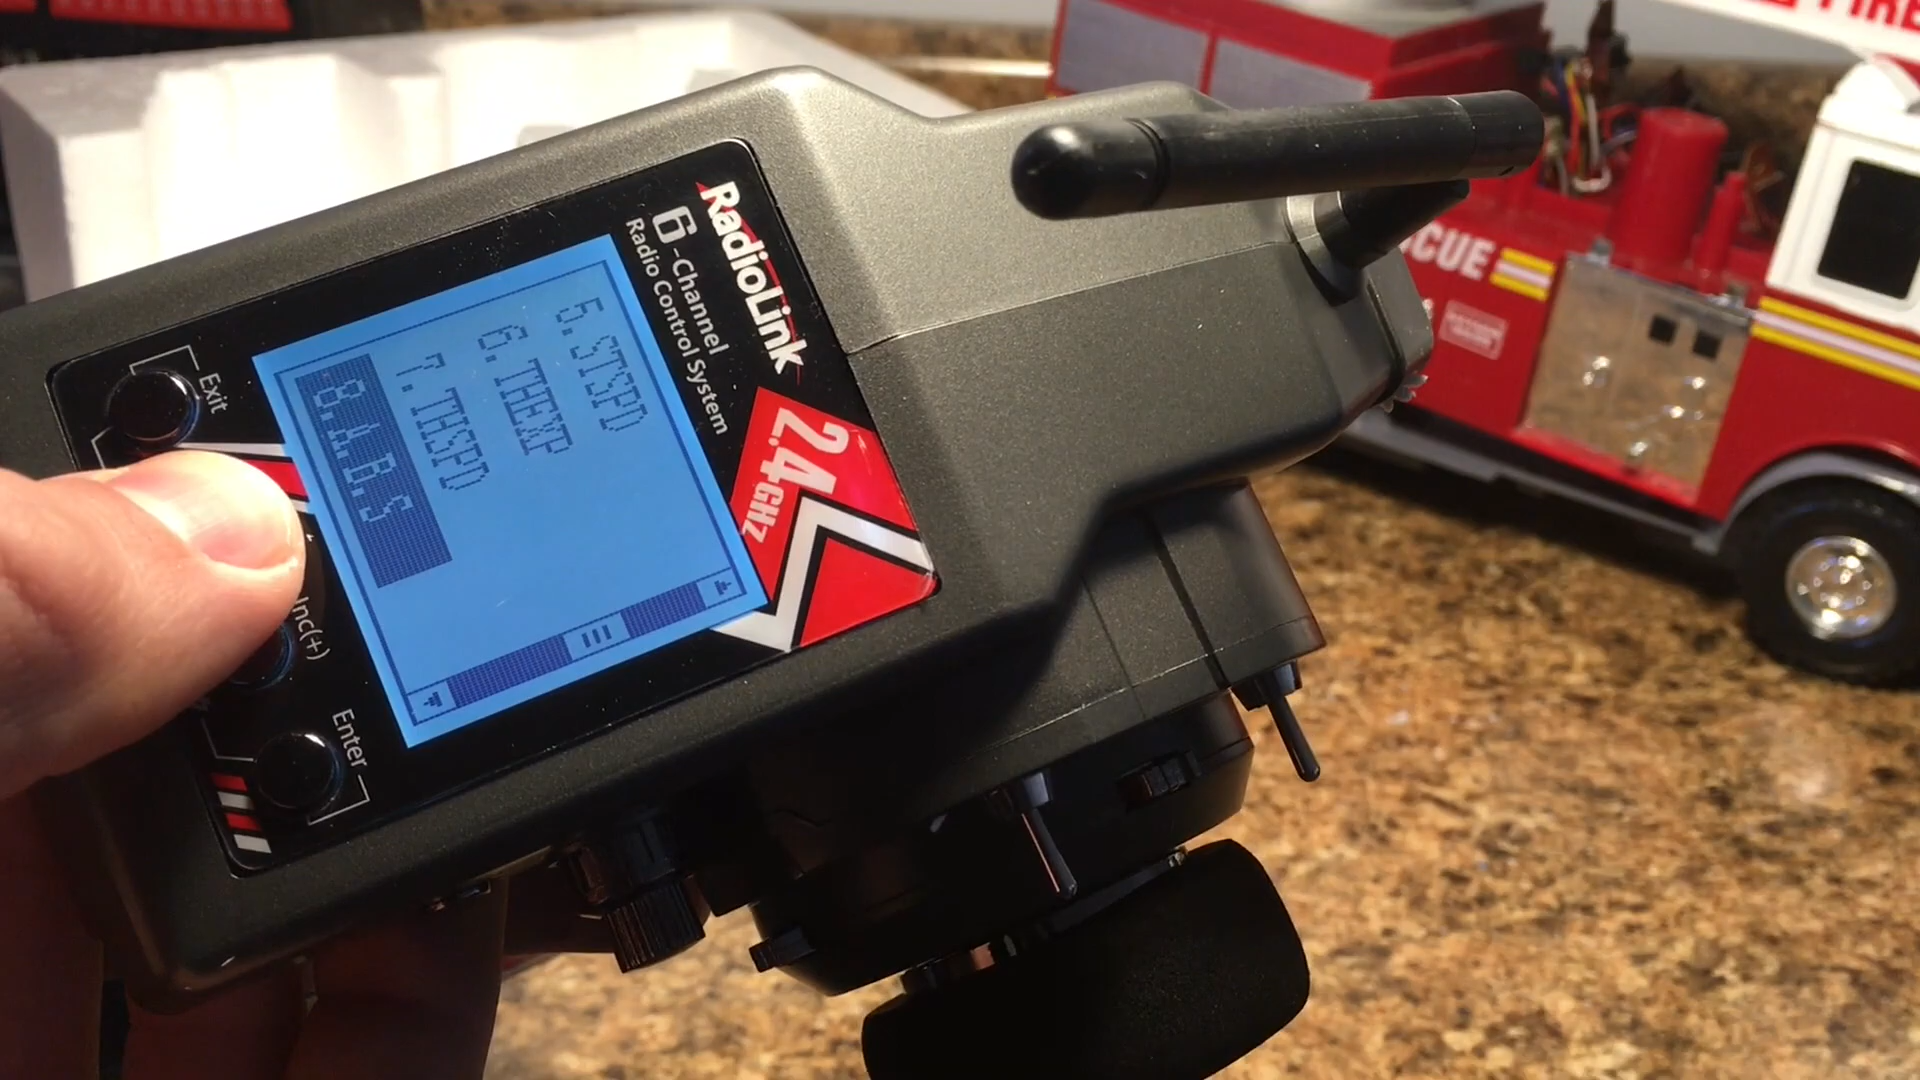 RadioLink
6-Channel
Radio Control System
2.4GHz
5.STSPD
6.THEXP
7.THSPD
8.A.B.S
Exit
Inc(+)
Enter
CUE
FIRE